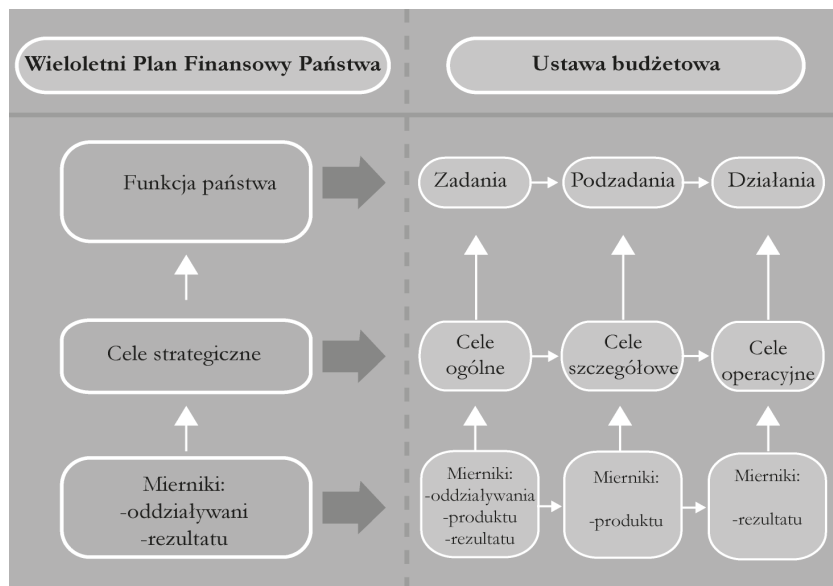 Wieloletni Plan Finansowy Państwa
Ustawa budżetowa
Funkcja państwa
Zadania
Podzadania
Działania
Cele strategiczne
Cele
ogólne
Cele
szczegółowe
Cele
operacyjne
Mierniki:
-oddziaływani
-rezultatu
Mierniki:
-oddziaływania
-produktu
-rezultatu
Mierniki:
-produktu
Mierniki:
-rezultatu